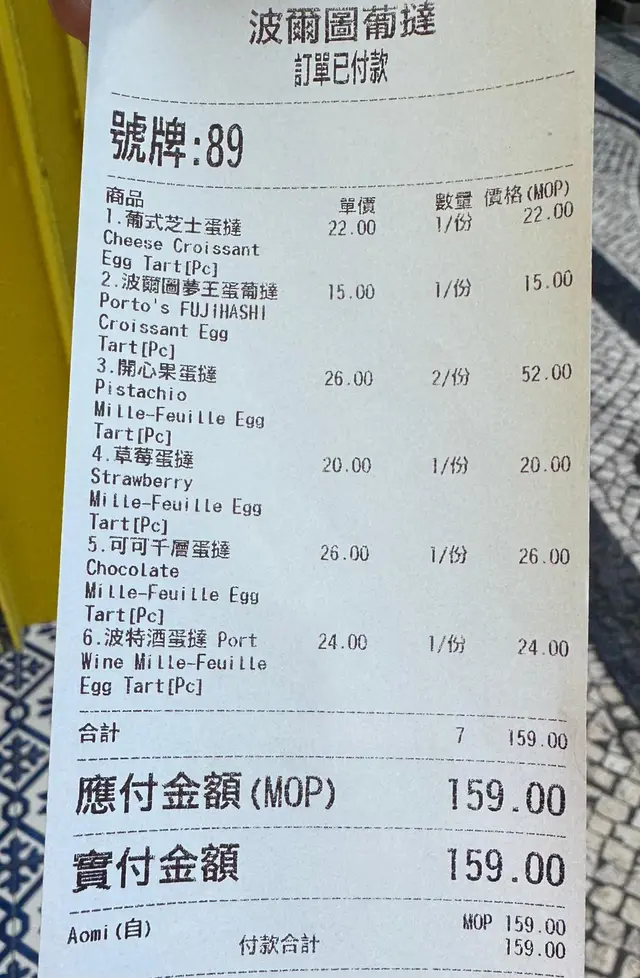 波爾圖葡撻
訂單已付款
號牌:89
商品 單價 數量 價格(MOP)
1.葡式芝士蛋撻 22.00 1/份 22.00
Cheese Croissant
Egg Tart[Pc]
2.波爾圖夢王蛋葡撻 15.00 1/份 15.00
Porto's FUJIHASHI
Croissant Egg
Tart[Pc]
3.開心果蛋撻 26.00 2/份 52.00
Pistachio
Mille-Feuille Egg
Tart[Pc]
4.草莓蛋撻 20.00 1/份 20.00
Strawberry
Mille-Feuille Egg
Tart[Pc]
5.可可千層蛋撻 26.00 1/份 26.00
Chocolate
Mille-Feuille Egg
Tart[Pc]
6.波特酒蛋撻 Port 24.00 1/份 24.00
Wine Mille-Feuille
Egg Tart[Pc]
合計 7 159.00
應付金額(MOP) 159.00
實付金額 159.00
Aomi(自) MOP 159.00
付款合計 159.00